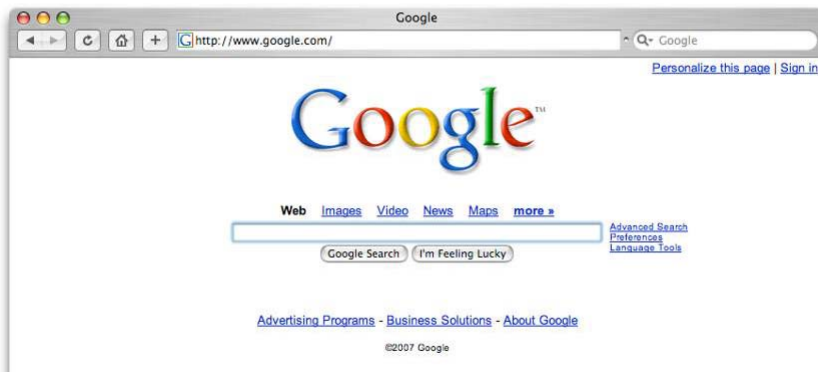 Google
http://www.google.com/
Google
Personalize this page | Sign in
Google™
Web Images Video News Maps more »
Advanced Search
Preferences
Language Tools
Google Search I'm Feeling Lucky
Advertising Programs - Business Solutions - About Google
©2007 Google